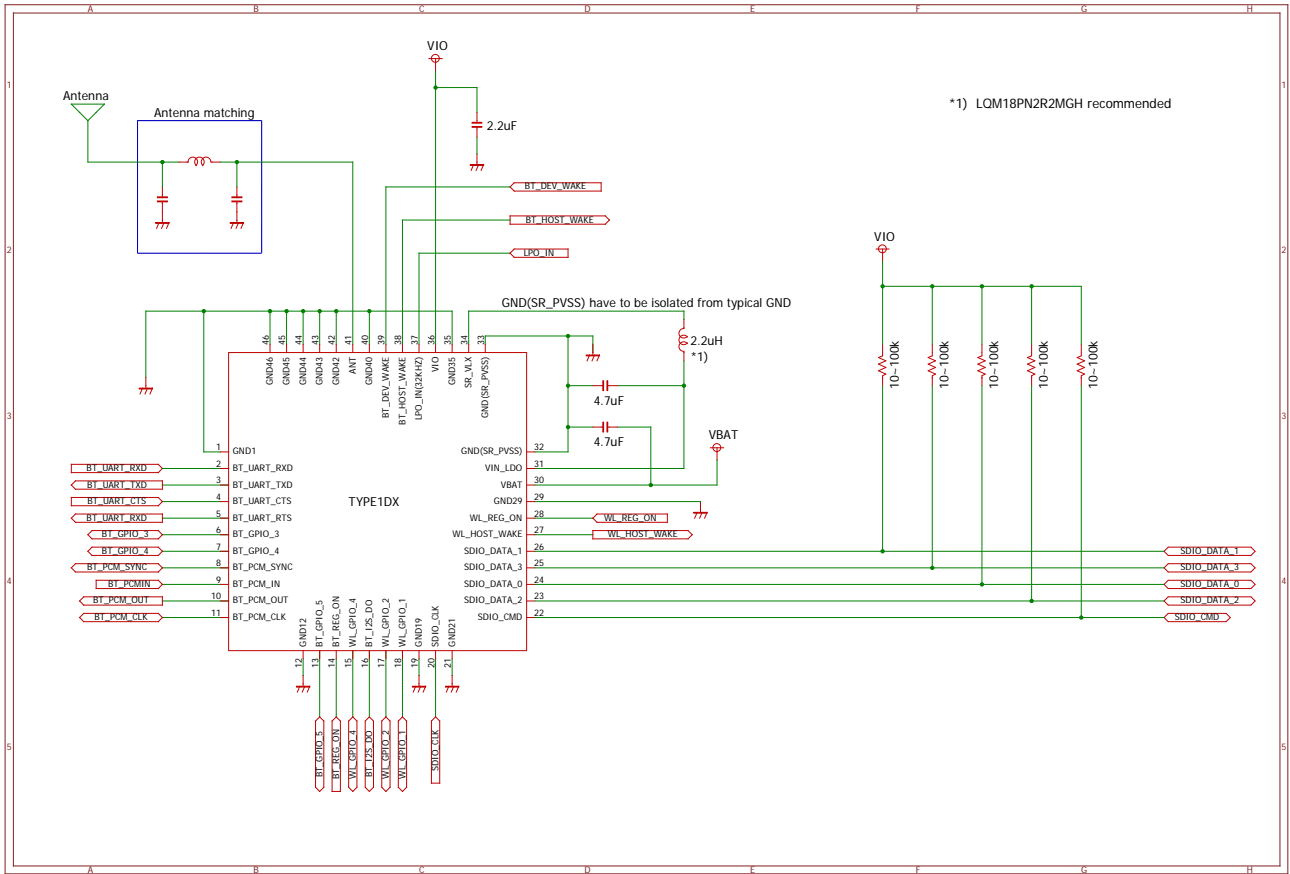 A B C D E F G H
1
1
VIO
Antenna
Antenna matching
*1) LQM18PN2R2MGH recommended
2.2uF
BT_DEV_WAKE
BT_HOST_WAKE
LPO_IN
2
2
VIO
GND(SR_PVSS) have to be isolated from typical GND
2.2uH
*1)
4.7uF
4.7uF
VBAT
10~100k
10~100k
10~100k
10~100k
10~100k
46 45 44 43 42 41 40 39 38 37 36 35 34 33
GND46
GND45
GND44
GND43
GND42
ANT
GND40
BT_DEV_WAKE
BT_HOST_WAKE
LPO_IN(32KHZ)
VIO
GND35
SR_VLX
GND(SR_PVSS)
3
3
TYPE1DX
1 GND1
BT_UART_RXD 2 BT_UART_RXD
BT_UART_TXD 3 BT_UART_TXD
BT_UART_CTS 4 BT_UART_CTS
BT_UART_RXD 5 BT_UART_RTS
BT_GPIO_3 6 BT_GPIO_3
BT_GPIO_4 7 BT_GPIO_4
BT_PCM_SYNC 8 BT_PCM_SYNC
BT_PCMIN 9 BT_PCM_IN
BT_PCM_OUT 10 BT_PCM_OUT
BT_PCM_CLK 11 BT_PCM_CLK
GND(SR_PVSS) 32
VIN_LDO 31
VBAT 30
GND29 29
WL_REG_ON 28 WL_REG_ON
WL_HOST_WAKE 27 WL_HOST_WAKE
SDIO_DATA_1 26 SDIO_DATA_1
SDIO_DATA_3 25 SDIO_DATA_3
SDIO_DATA_0 24 SDIO_DATA_0
SDIO_DATA_2 23 SDIO_DATA_2
SDIO_CMD 22 SDIO_CMD
4
4
GND12
BT_GPIO_5
BT_REG_ON
WL_GPIO_4
BT_I2S_DO
WL_GPIO_2
WL_GPIO_1
GND19
SDIO_CLK
GND21
12 13 14 15 16 17 18 19 20 21
BT_GPIO_5
BT_REG_ON
WL_GPIO_4
BT_I2S_DO
WL_GPIO_2
WL_GPIO_1
SDIO_CLK
5
5
A B C D E F G H